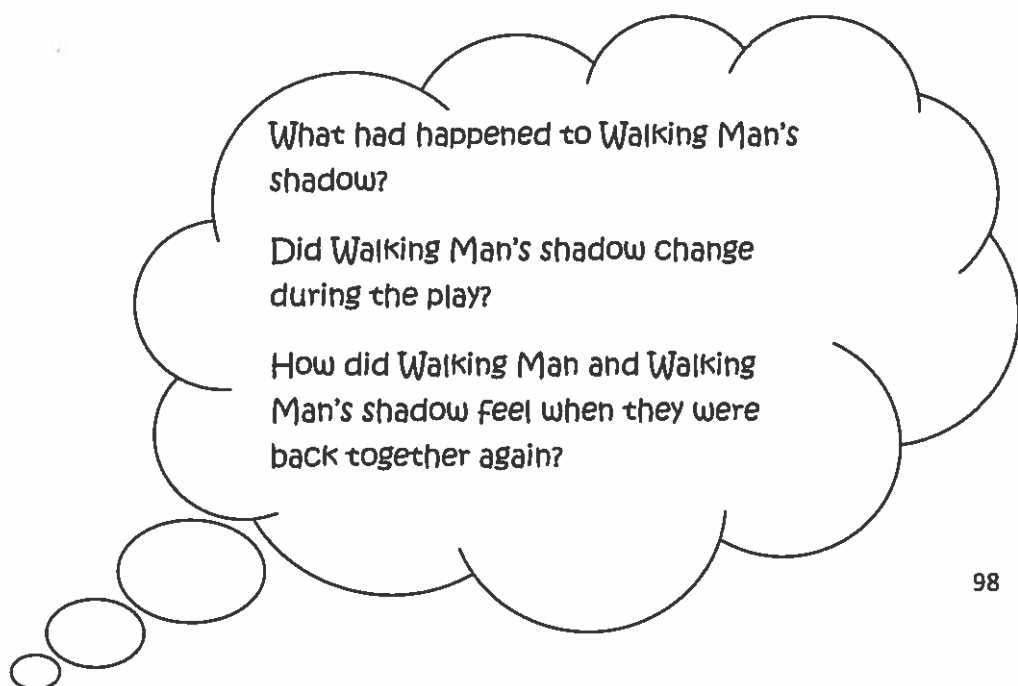 What had happened to Walking Man's
shadow?
Did Walking Man's shadow change
during the play?
How did Walking Man and Walking
Man's shadow feel when they were
back together again?
98